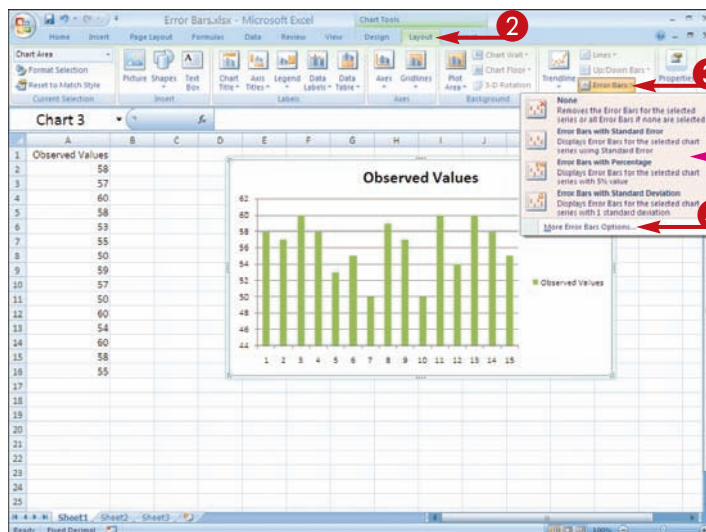 Error Bars.xlsx - Microsoft Excel
Chart Tools
2
Home Insert Page Layout Formulas Data Review View Design Layout
Chart Area
Format Selection
Reset to Match Style
Current Selection
Picture Shapes Text Box
Insert
Chart Title Axis Titles Legend Data Labels Data Table
Labels
Axes Gridlines
Axes
Plot Area
Chart Wall
Chart Floor
3-D Rotation
Background
Trendline
Lines
Up/Down Bars
Error Bars
Properties
None
Removes the Error Bars for the selected
series or all Error Bars if none are selected
Error Bars with Standard Error
Displays Error Bars for the selected chart
series using Standard Error
Error Bars with Percentage
Displays Error Bars for the selected chart
series with 5% value
Error Bars with Standard Deviation
Displays Error Bars for the selected chart
series with 1 standard deviation
More Error Bars Options...
Chart 3
fx
A B C D E F G H I J
1 Observed Values
2 58
3 57
4 60
5 58
6 53
7 55
8 50
9 59
10 57
11 50
12 60
13 54
14 60
15 58
16 55
17
18
19
20
21
22
23
24
25
Observed Values
62
60
58
56
54
52
50
48
46
44
1 2 3 4 5 6 7 8 9 10 11 12 13 14 15
Observed Values
Sheet1 Sheet2 Sheet3
Ready Fixed Decimal 100%